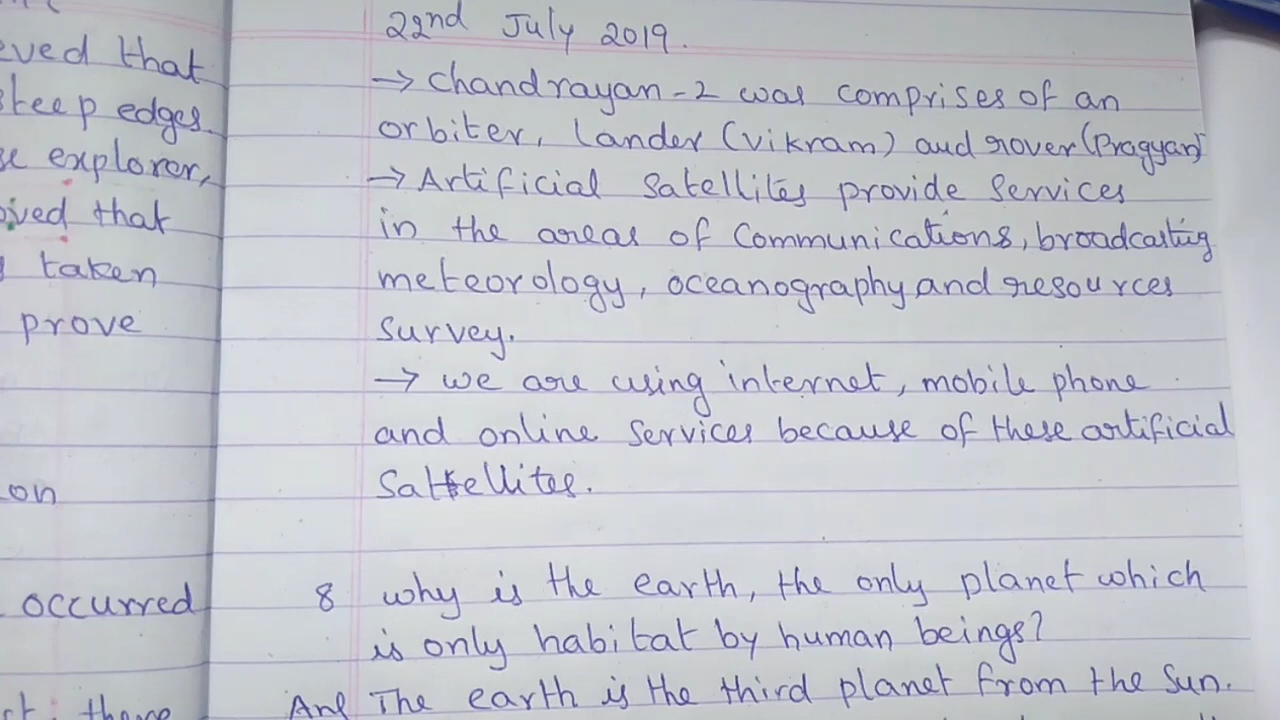 eved that
steep edges.
se explorer,
oived that
taken
prove
on
occurred
22nd July 2019.
→ Chandrayan-2 was comprises of an
orbiter, lander (vikram) and rover (Pragyan)
→ Artificial satellites provide services
in the areas of communications, broadcasting
meteorology, oceanography and resources
survey.
→ we are using internet, mobile phone
and online services because of these artificial
Sattellites.
8 why is the earth, the only planet which
is only habitat by human beings?
Ans The earth is the third planet from the sun.